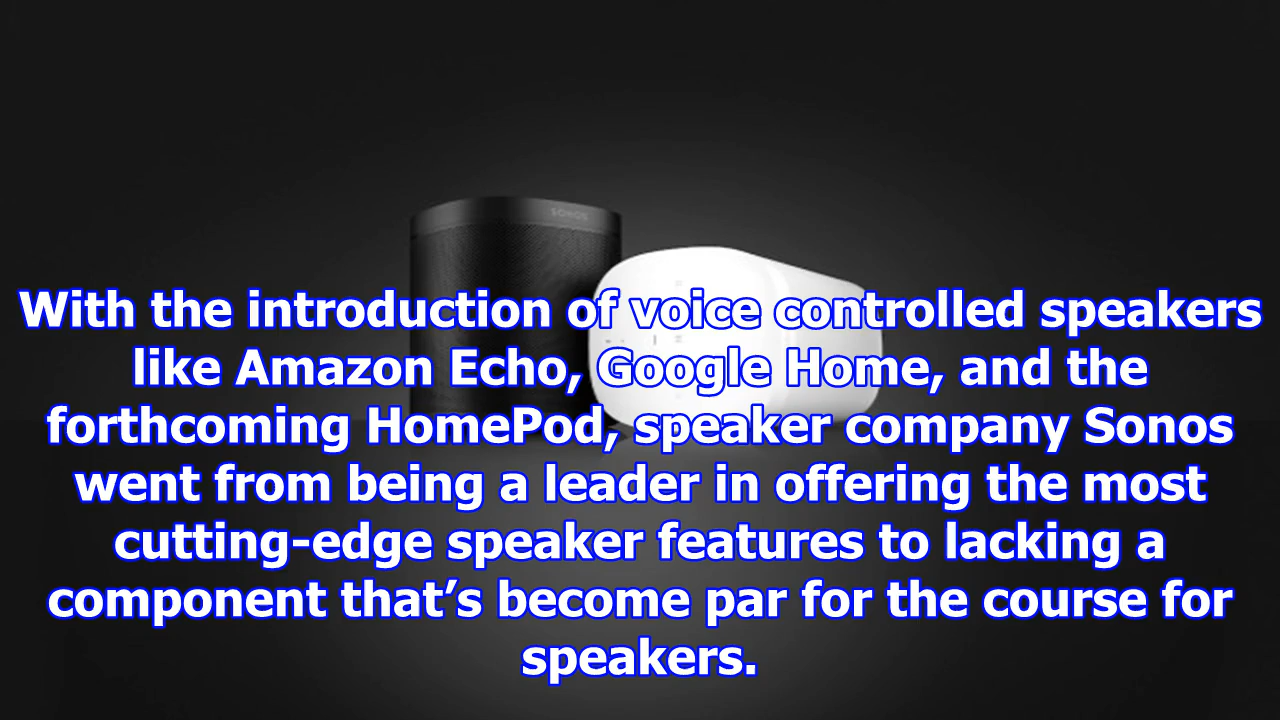 SONOS
With the introduction of voice controlled speakers
like Amazon Echo, Google Home, and the
forthcoming HomePod, speaker company Sonos
went from being a leader in offering the most
cutting-edge speaker features to lacking a
component that’s become par for the course for
speakers.